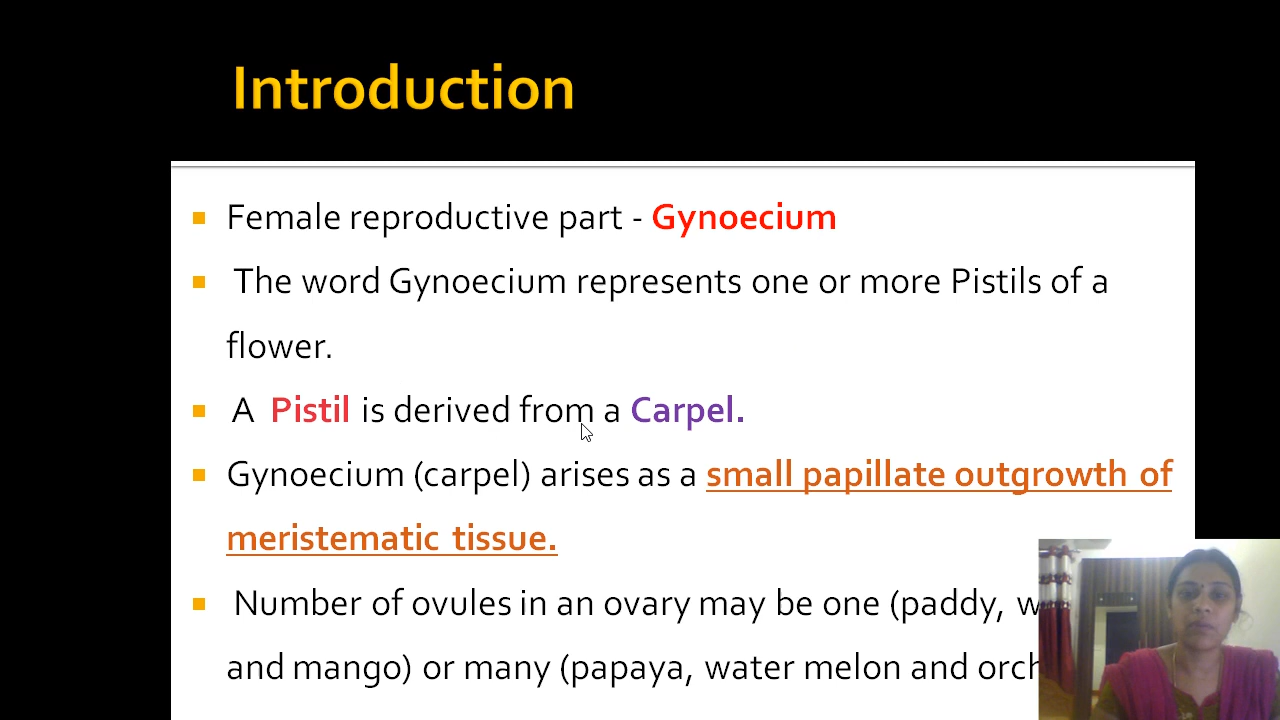 Introduction
Female reproductive part - Gynoecium
The word Gynoecium represents one or more Pistils of a
flower.
A Pistil is derived from a Carpel.
Gynoecium (carpel) arises as a small papillate outgrowth of
meristematic tissue.
Number of ovules in an ovary may be one (paddy,
and mango) or many (papaya, water melon and